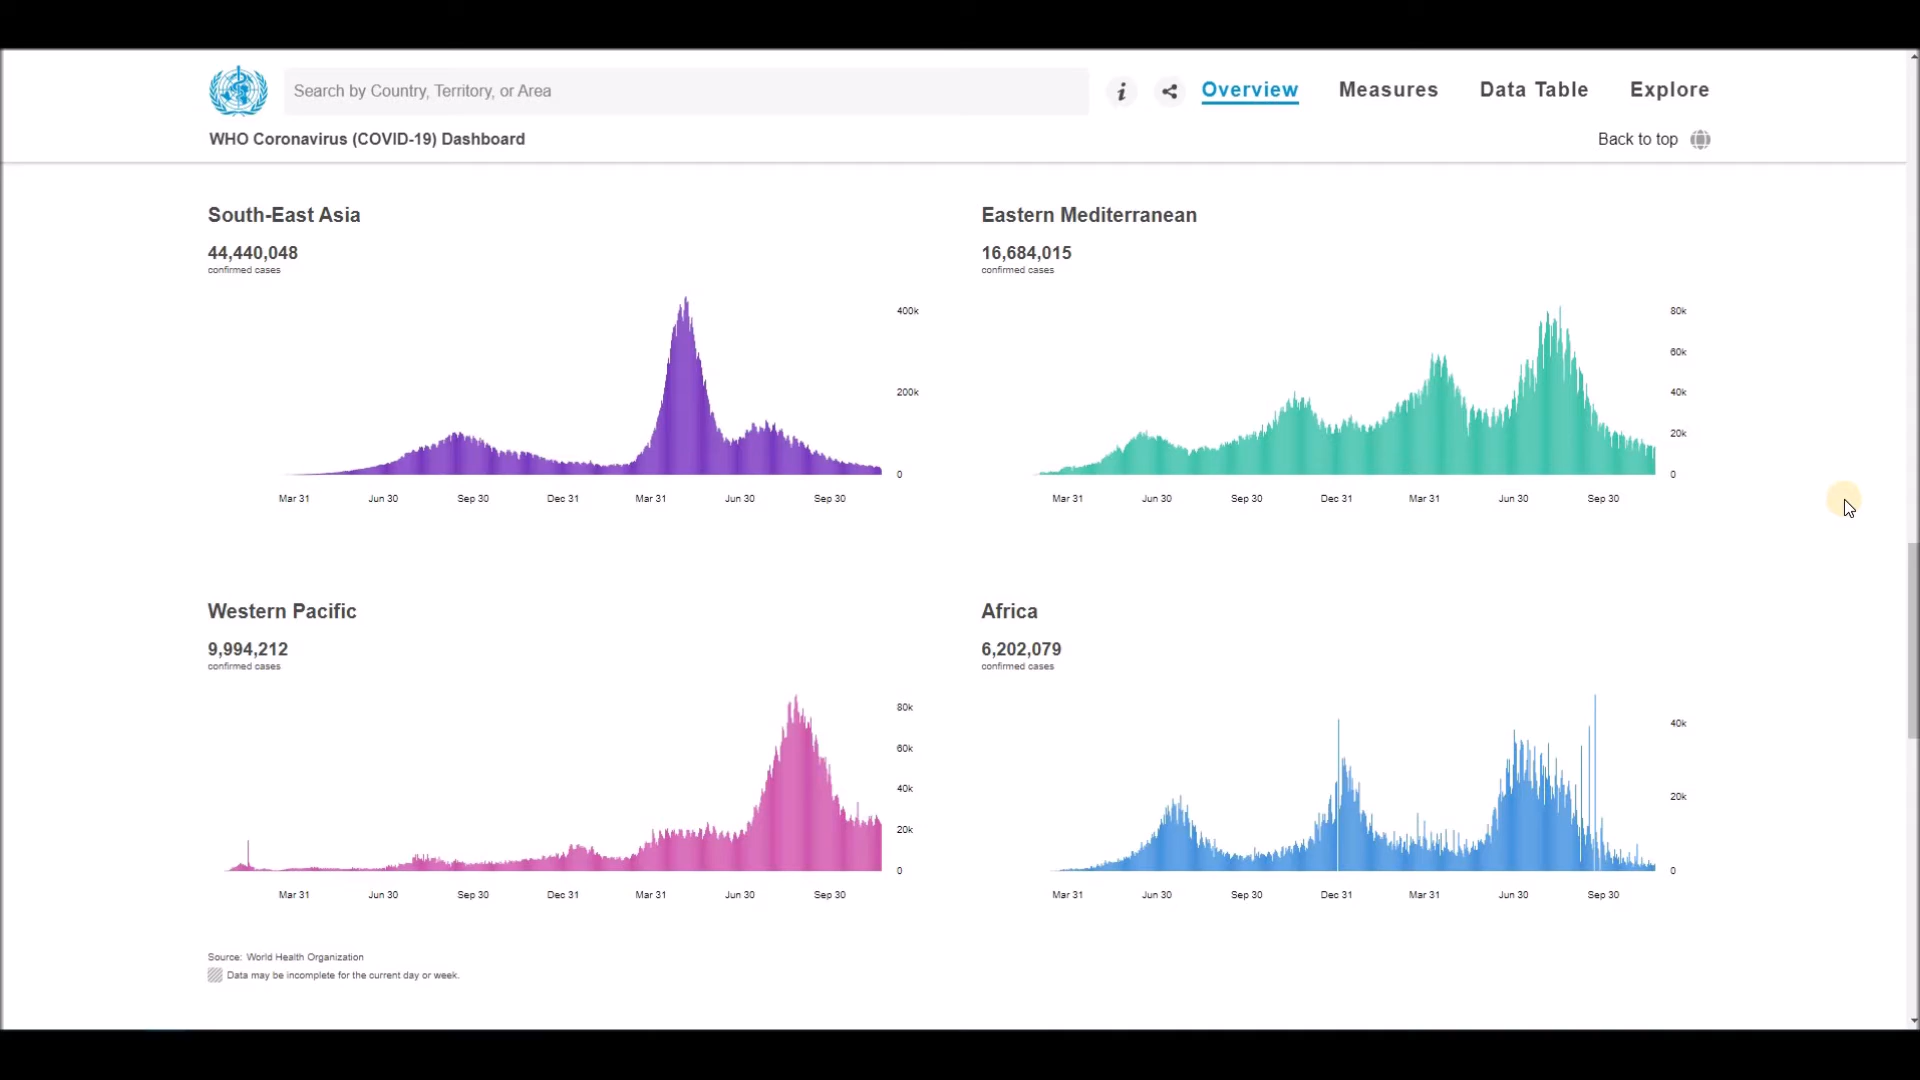 Search by Country, Territory, or Area
i
Overview
Measures
Data Table
Explore
WHO Coronavirus (COVID-19) Dashboard
Back to top
South-East Asia
44,440,048
confirmed cases
400k
200k
0
Mar 31 Jun 30 Sep 30 Dec 31 Mar 31 Jun 30 Sep 30
Eastern Mediterranean
16,684,015
confirmed cases
80k
60k
40k
20k
0
Mar 31 Jun 30 Sep 30 Dec 31 Mar 31 Jun 30 Sep 30
Western Pacific
9,994,212
confirmed cases
80k
60k
40k
20k
0
Mar 31 Jun 30 Sep 30 Dec 31 Mar 31 Jun 30 Sep 30
Africa
6,202,079
confirmed cases
40k
20k
0
Mar 31 Jun 30 Sep 30 Dec 31 Mar 31 Jun 30 Sep 30
Source: World Health Organization
Data may be incomplete for the current day or week.